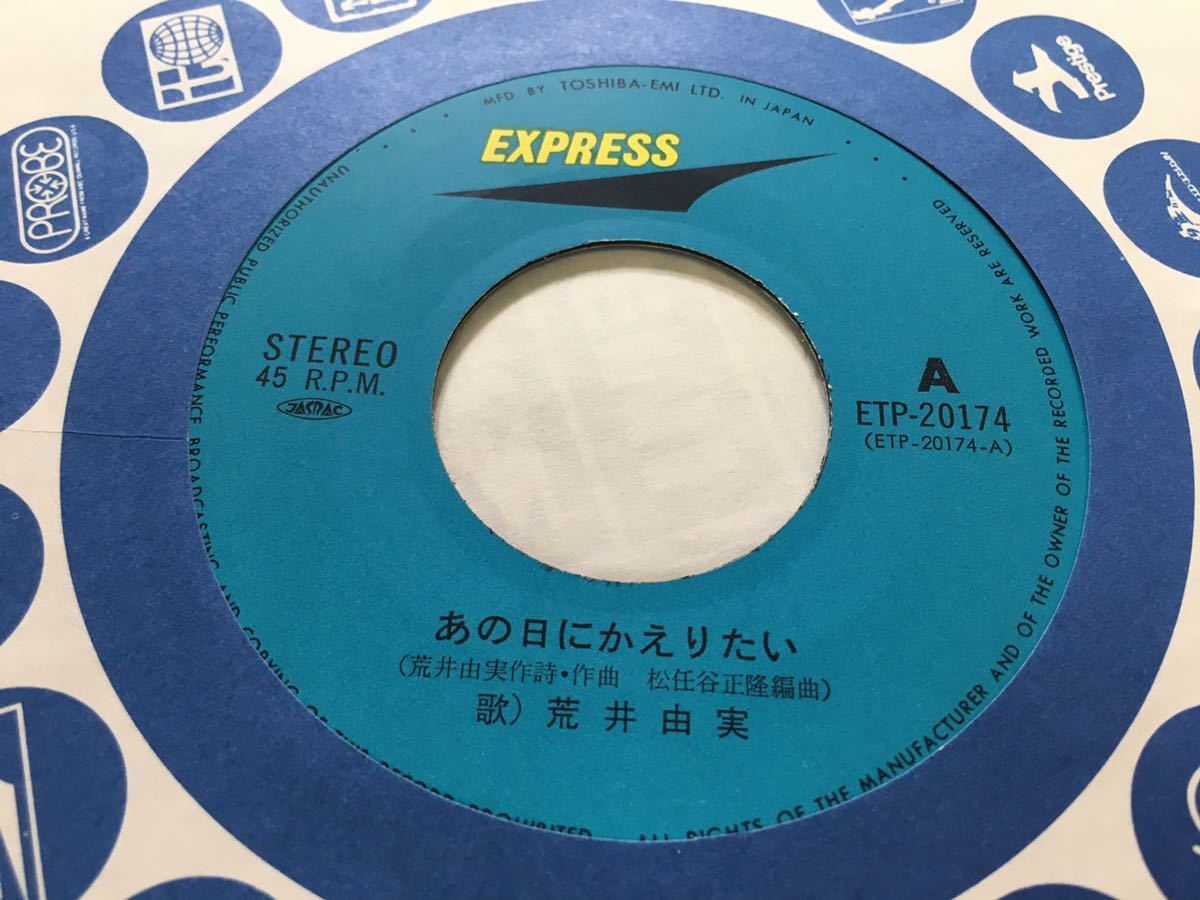 PROBE
Prestige
MFD. BY TOSHIBA-EMI LTD. IN JAPAN
EXPRESS
STEREO
45 R.P.M.
JASRAC
A
ETP-20174
(ETP-20174-A)
あの日にかえりたい
(荒井由実作詩・作曲 松任谷正隆編曲)
歌) 荒井由実
UNAUTHORIZED PUBLIC PERFORMANCE BROADCASTING AND COPYING
ALL RIGHTS OF THE MANUFACTURER AND OF THE OWNER OF THE RECORDED WORK ARE RESERVED